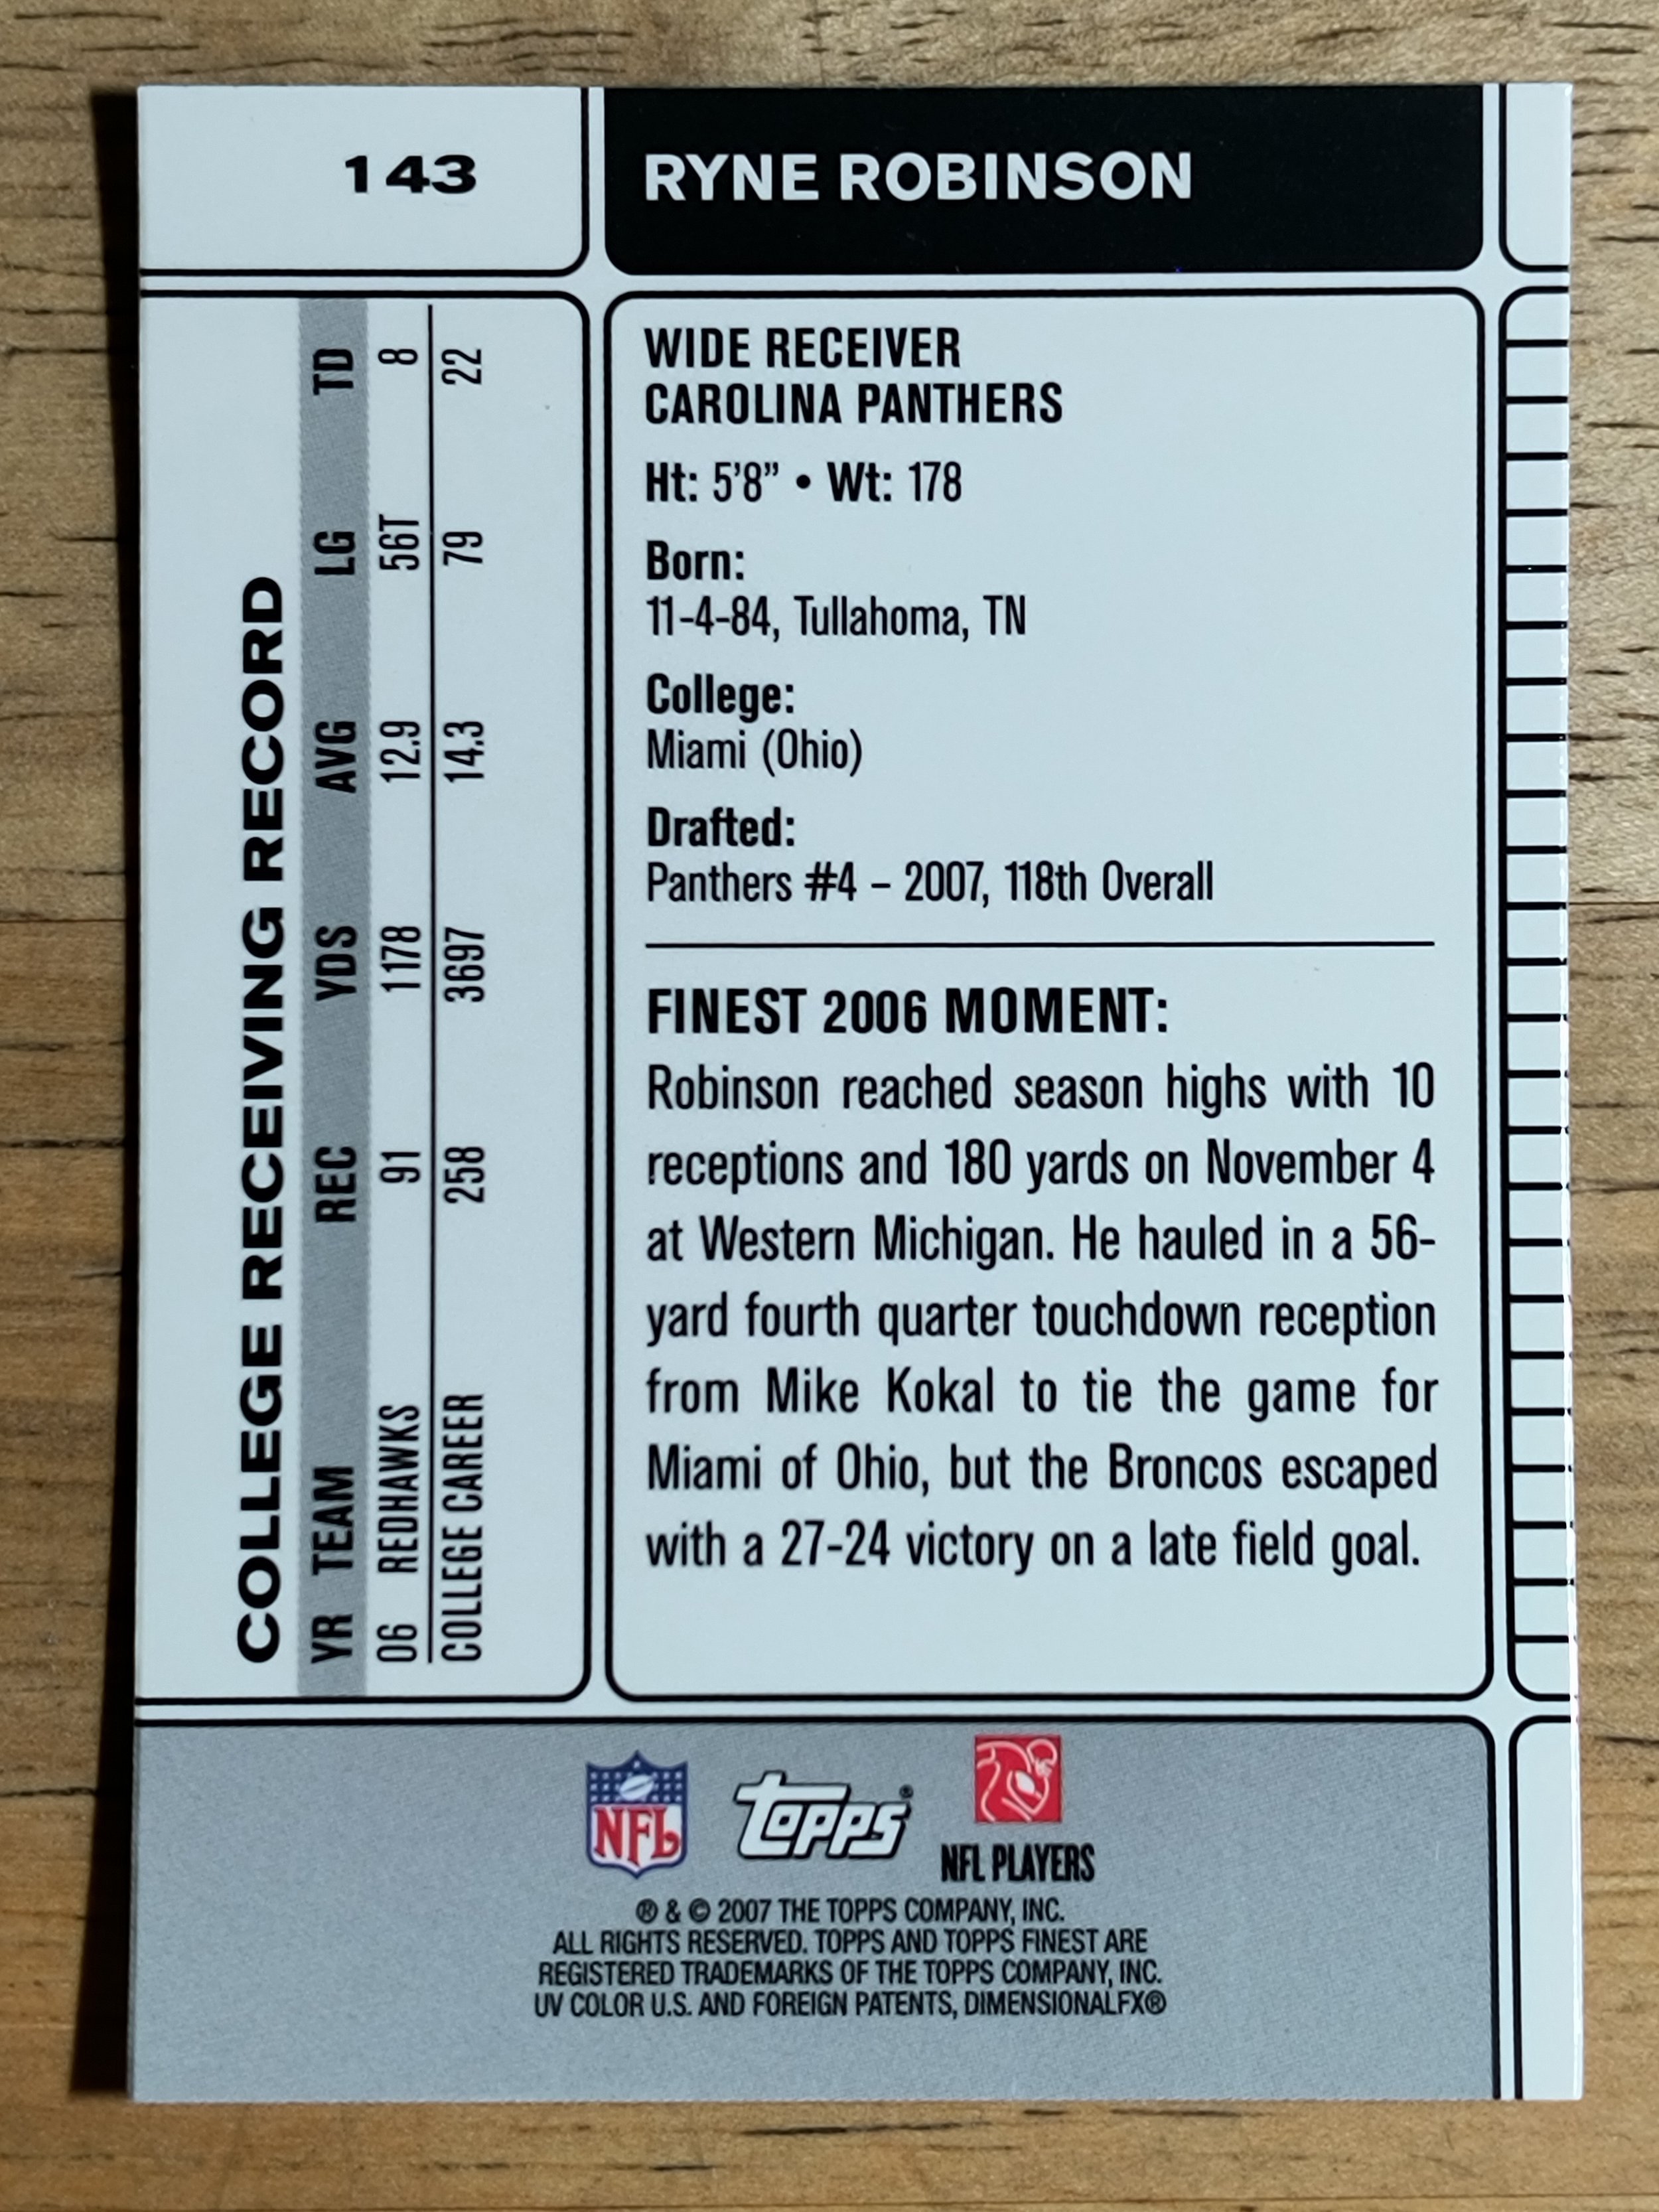 143
RYNE ROBINSON
COLLEGE RECEIVING RECORD
YR TEAM REC YDS AVG LG TD
06 REDHAWKS 91 1178 12.9 56T 8
COLLEGE CAREER 258 3697 14.3 79 22
WIDE RECEIVER
CAROLINA PANTHERS
Ht: 5'8” • Wt: 178
Born:
11-4-84, Tullahoma, TN
College:
Miami (Ohio)
Drafted:
Panthers #4 – 2007, 118th Overall
FINEST 2006 MOMENT:
Robinson reached season highs with 10
receptions and 180 yards on November 4
at Western Michigan. He hauled in a 56-
yard fourth quarter touchdown reception
from Mike Kokal to tie the game for
Miami of Ohio, but the Broncos escaped
with a 27-24 victory on a late field goal.
NFL
topps®
NFL PLAYERS
® & © 2007 THE TOPPS COMPANY, INC.
ALL RIGHTS RESERVED. TOPPS AND TOPPS FINEST ARE
REGISTERED TRADEMARKS OF THE TOPPS COMPANY, INC.
UV COLOR U.S. AND FOREIGN PATENTS, DIMENSIONALFX®